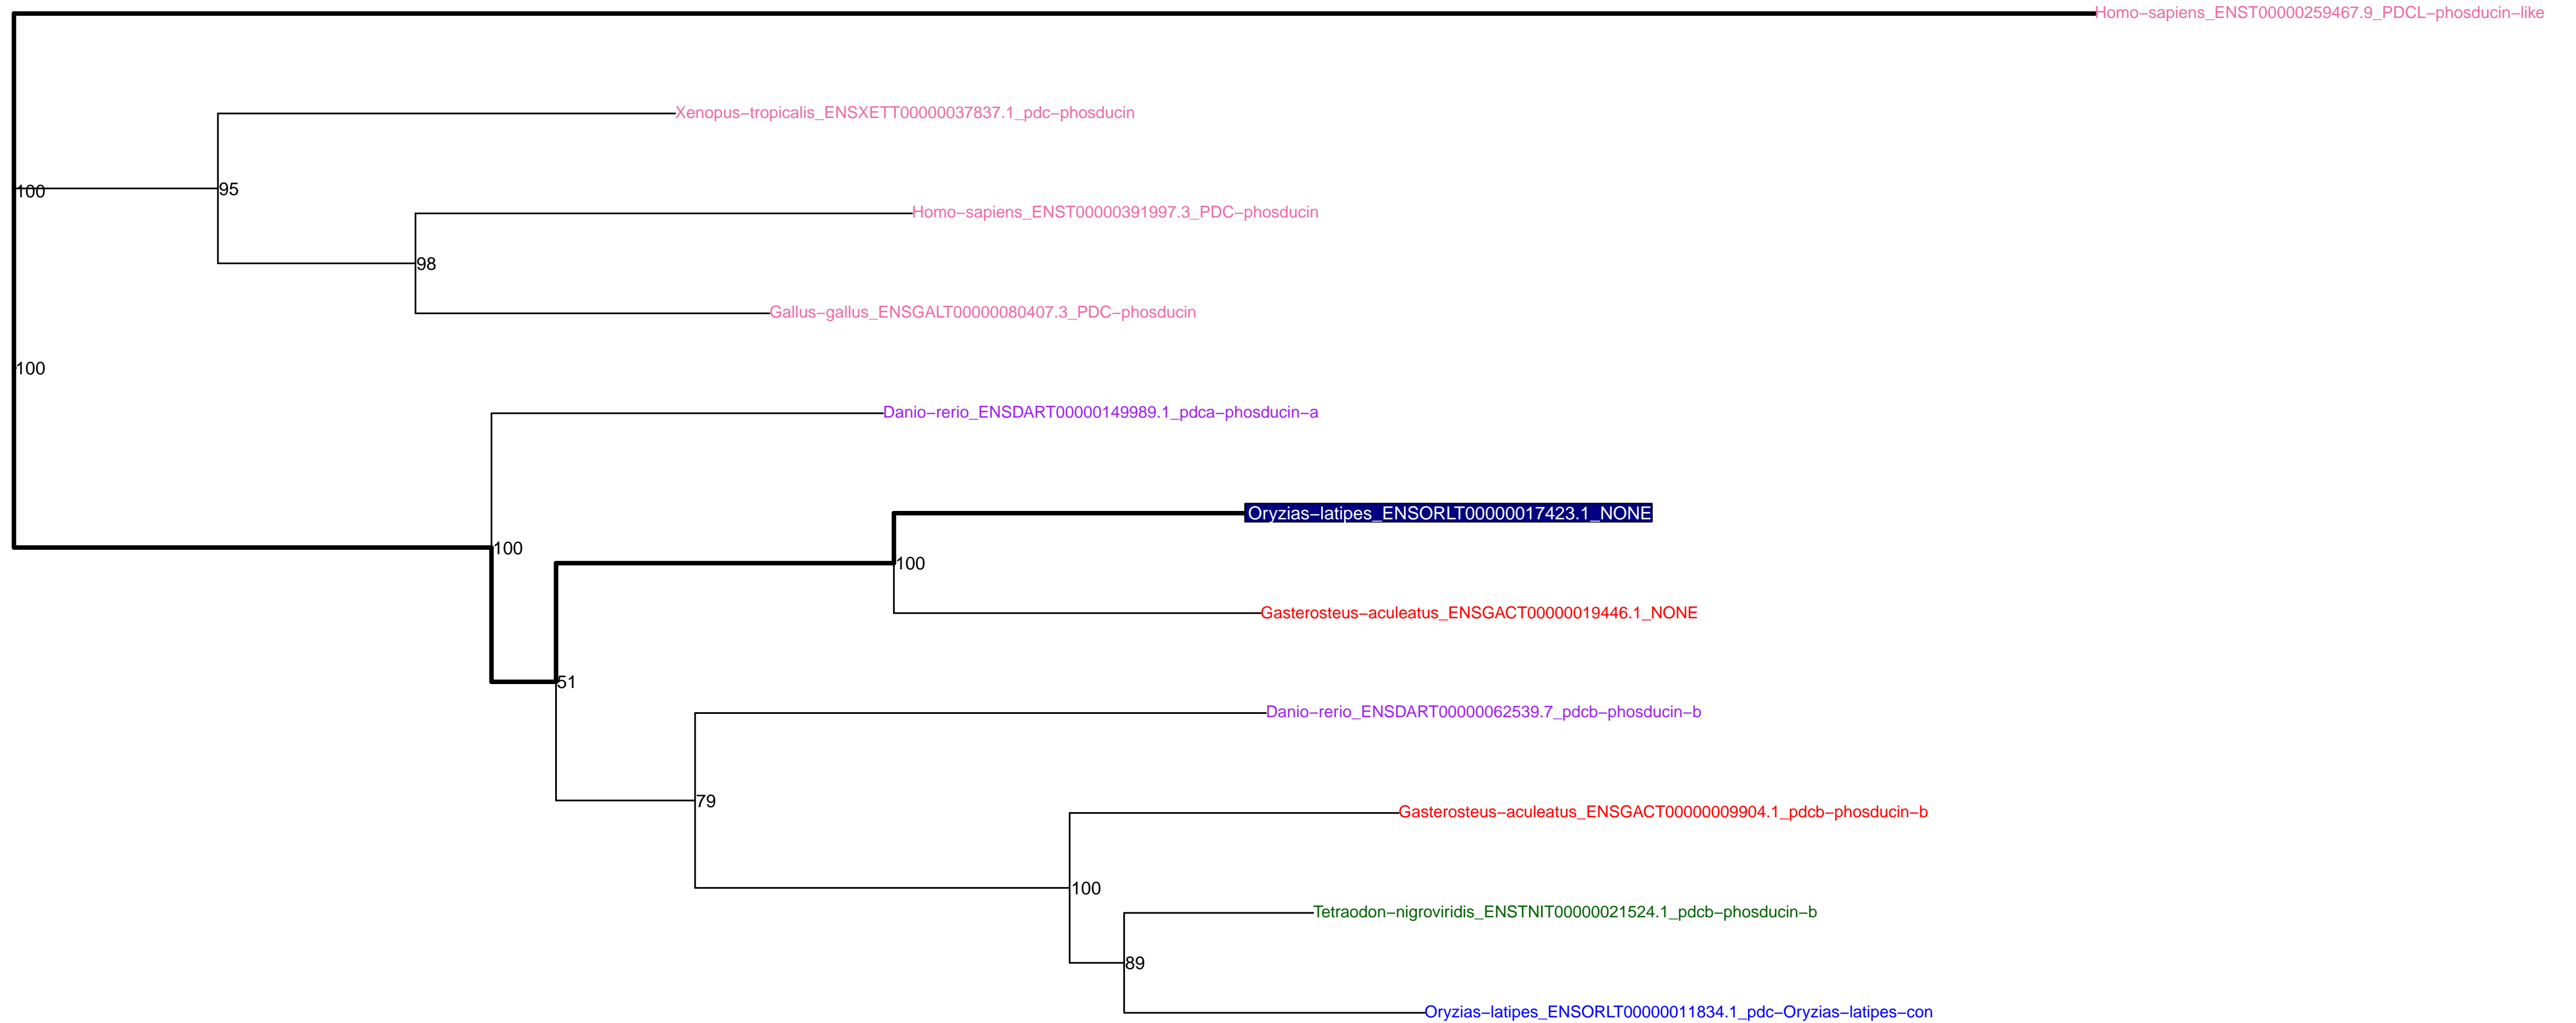 Homo−sapiens_ENST00000259467.9_PDCL−phosducin−like
Xenopus−tropicalis_ENSXETT00000037837.1_pdc−phosducin
100
95
Homo−sapiens_ENST00000391997.3_PDC−phosducin
98
Gallus−gallus_ENSGALT00000080407.3_PDC−phosducin
100
Danio−rerio_ENSDART00000149989.1_pdca−phosducin−a
Oryzias−latipes_ENSORLT00000017423.1_NONE
100
100
Gasterosteus−aculeatus_ENSGACT00000019446.1_NONE
51
Danio−rerio_ENSDART00000062539.7_pdcb−phosducin−b
79
Gasterosteus−aculeatus_ENSGACT00000009904.1_pdcb−phosducin−b
100
Tetraodon−nigroviridis_ENSTNIT00000021524.1_pdcb−phosducin−b
89
Oryzias−latipes_ENSORLT00000011834.1_pdc−Oryzias−latipes−con